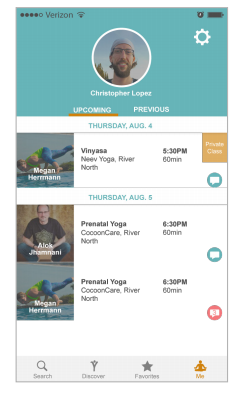 Verizon
Christopher Lopez
UPCOMING PREVIOUS
THURSDAY, AUG. 4
Vinyasa 5:30PM Private
Neev Yoga, River 60min Class
North
Megan
Herrmann
THURSDAY, AUG. 5
Prenatal Yoga 6:30PM
CocoonCare, River 60min
North
Alok
Jhamnani
Prenatal Yoga 6:30PM
CocoonCare, River 60min
North
Megan
Herrmann
Search Discover Favorites Me